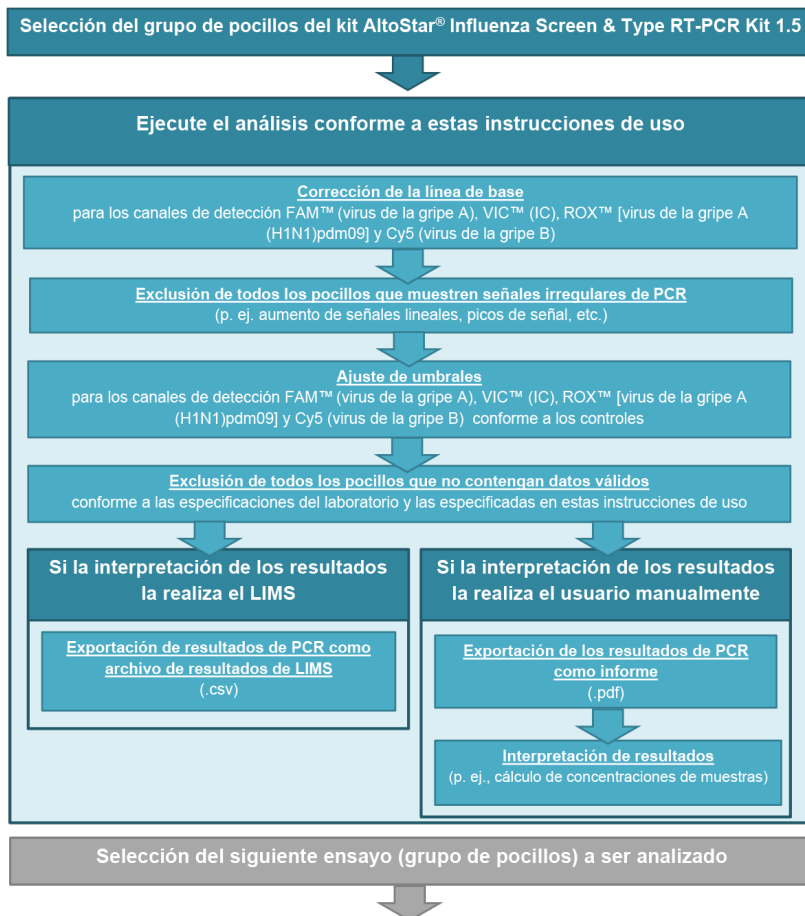 Selección del grupo de pocillos del kit AltoStar® Influenza Screen & Type RT-PCR Kit 1.5
Ejecute el análisis conforme a estas instrucciones de uso
Corrección de la línea de base
para los canales de detección FAM™ (virus de la gripe A), VIC™ (IC), ROX™ [virus de la gripe A
(H1N1)pdm09] y Cy5 (virus de la gripe B)
Exclusión de todos los pocillos que muestren señales irregulares de PCR
(p. ej. aumento de señales lineales, picos de señal, etc.)
Ajuste de umbrales
para los canales de detección FAM™ (virus de la gripe A), VIC™ (IC), ROX™ [virus de la gripe A
(H1N1)pdm09] y Cy5 (virus de la gripe B) conforme a los controles
Exclusión de todos los pocillos que no contengan datos válidos
conforme a las especificaciones del laboratorio y las especificadas en estas instrucciones de uso
Si la interpretación de los resultados
la realiza el LIMS
Exportación de resultados de PCR como
archivo de resultados de LIMS
(.csv)
Si la interpretación de los resultados
la realiza el usuario manualmente
Exportación de los resultados de PCR
como informe
(.pdf)
Interpretación de resultados
(p. ej., cálculo de concentraciones de muestras)
Selección del siguiente ensayo (grupo de pocillos) a ser analizado